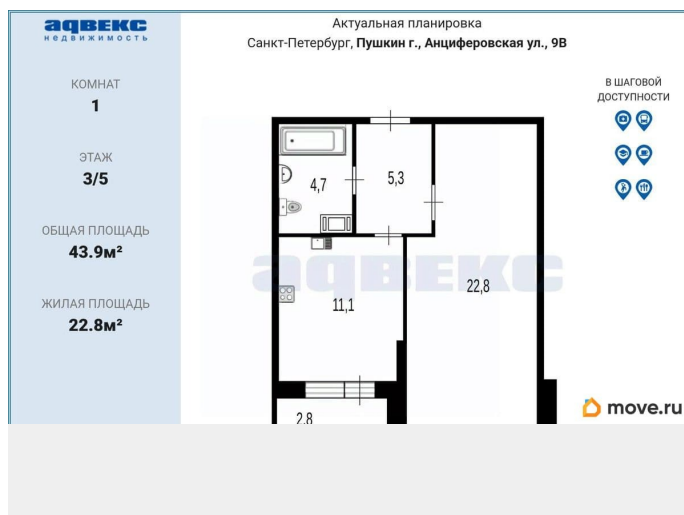 адвекс
недвижимость
КОМНАТ
1
ЭТАЖ
3/5
ОБЩАЯ ПЛОЩАДЬ
43.9м²
ЖИЛАЯ ПЛОЩАДЬ
22.8м²
Актуальная планировка
Санкт-Петербург, Пушкин г., Анциферовская ул., 9В
В ШАГОВОЙ
ДОСТУПНОСТИ
4,7
5,3
адвекс
22,8
11,1
2,8
move.ru